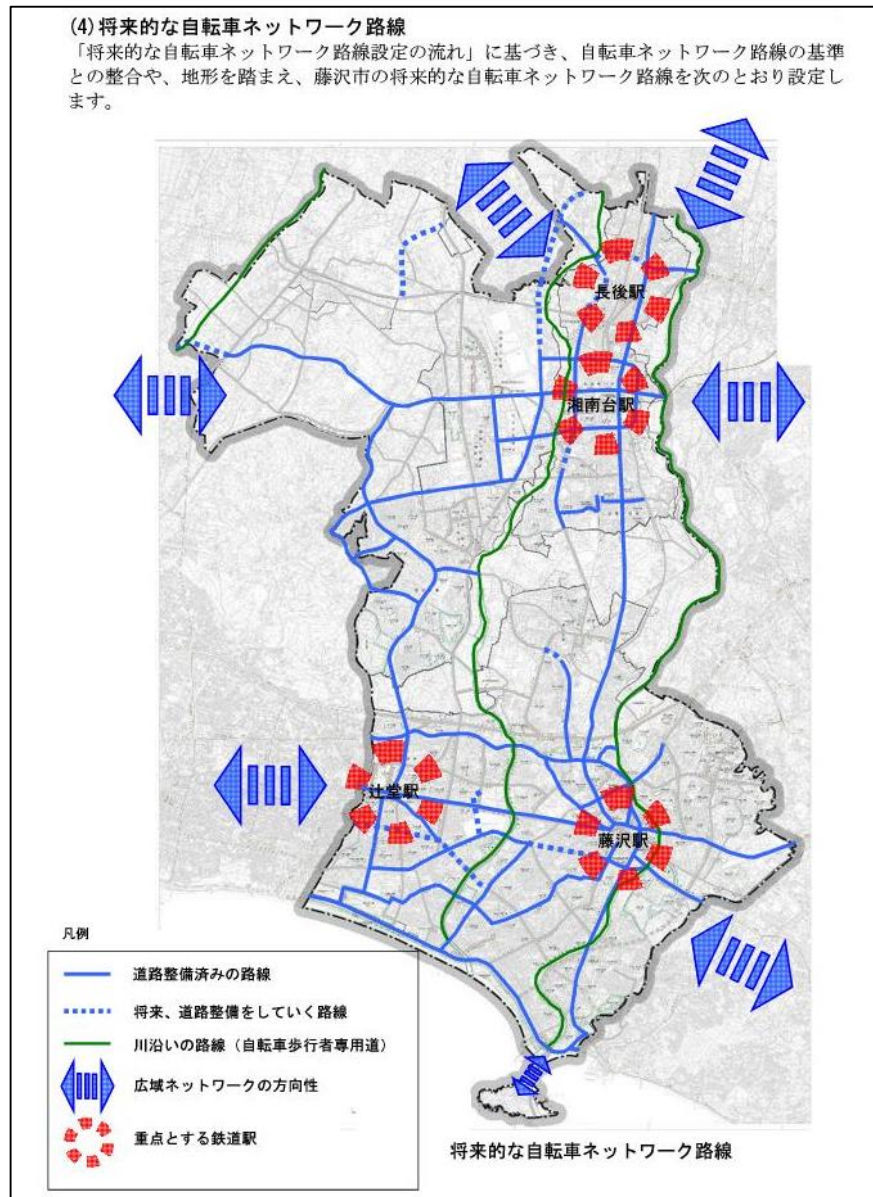 (4)将来的な自転車ネットワーク路線
「将来的な自転車ネットワーク路線設定の流れ」に基づき、自転車ネットワーク路線の基準
との整合や、地形を踏まえ、藤沢市の将来的な自転車ネットワーク路線を次のとおり設定し
ます。
長後駅
湘南台駅
辻堂駅
藤沢駅
凡例
道路整備済みの路線
将来、道路整備をしていく路線
川沿いの路線（自転車歩行者専用道）
広域ネットワークの方向性
重点とする鉄道駅
将来的な自転車ネットワーク路線